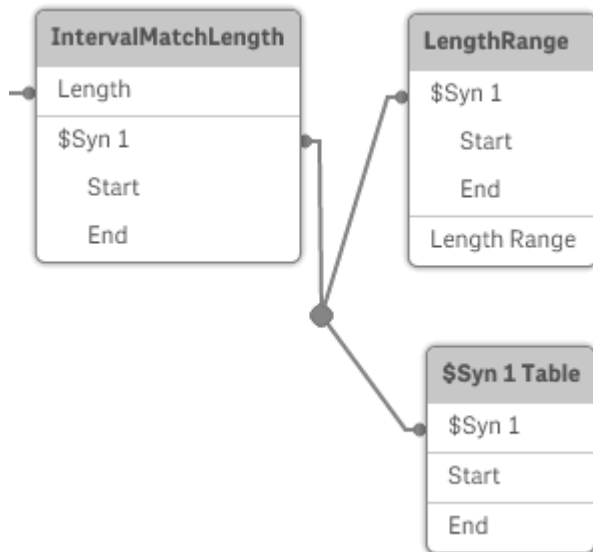 IntervalMatchLength
Length
$Syn 1
Start
End
LengthRange
$Syn 1
Start
End
Length Range
$Syn 1 Table
$Syn 1
Start
End